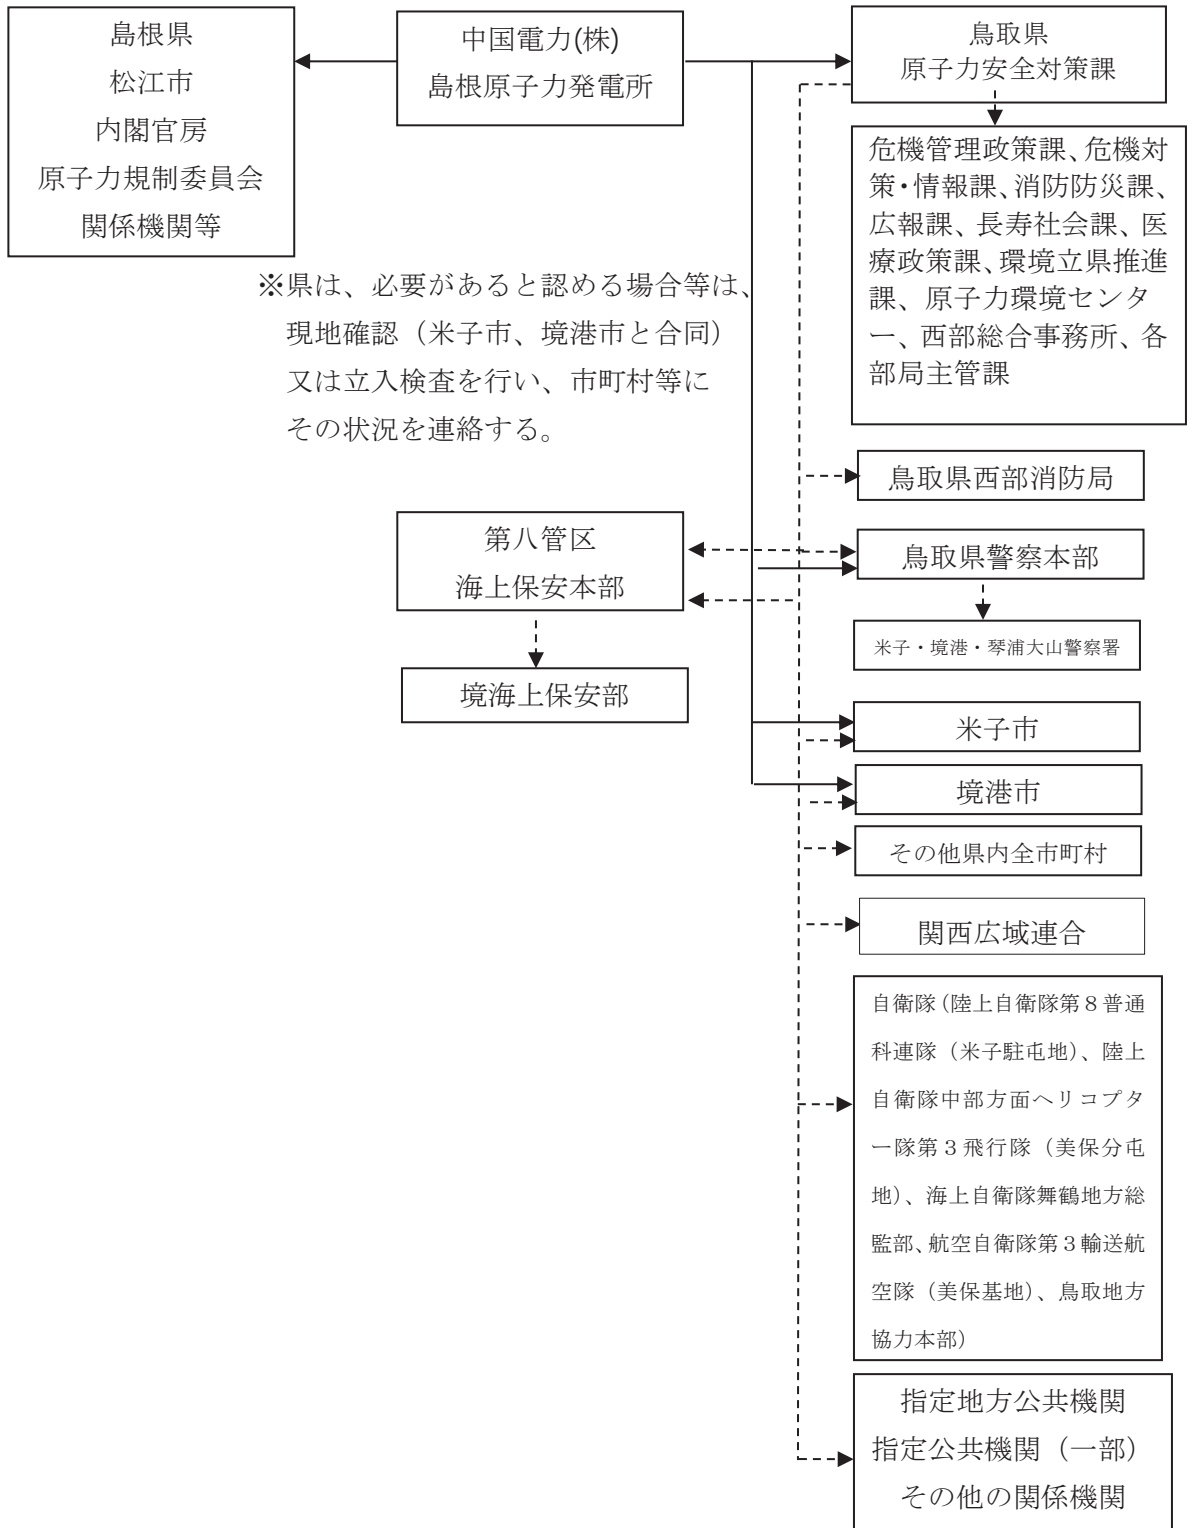 島根県
松江市
内閣官房
原子力規制委員会
関係機関等
中国電力(株)
島根原子力発電所
鳥取県
原子力安全対策課
危機管理政策課、危機対
策・情報課、消防防災課、
広報課、長寿社会課、医
療政策課、環境立県推進
課、原子力環境センタ
ー、西部総合事務所、各
部局主管課
※県は、必要があると認める場合等は、
現地確認（米子市、境港市と合同）
又は立入検査を行い、市町村等に
その状況を連絡する。
鳥取県西部消防局
第八管区
海上保安本部
鳥取県警察本部
米子・境港・琴浦大山警察署
境海上保安部
米子市
境港市
その他県内全市町村
関西広域連合
自衛隊（陸上自衛隊第８普通
科連隊（米子駐屯地）、陸上
自衛隊中部方面ヘリコプタ
ー隊第３飛行隊（美保分屯
地）、海上自衛隊舞鶴地方総
監部、航空自衛隊第３輸送航
空隊（美保基地）、鳥取地方
協力本部）
指定地方公共機関
指定公共機関（一部）
その他の関係機関